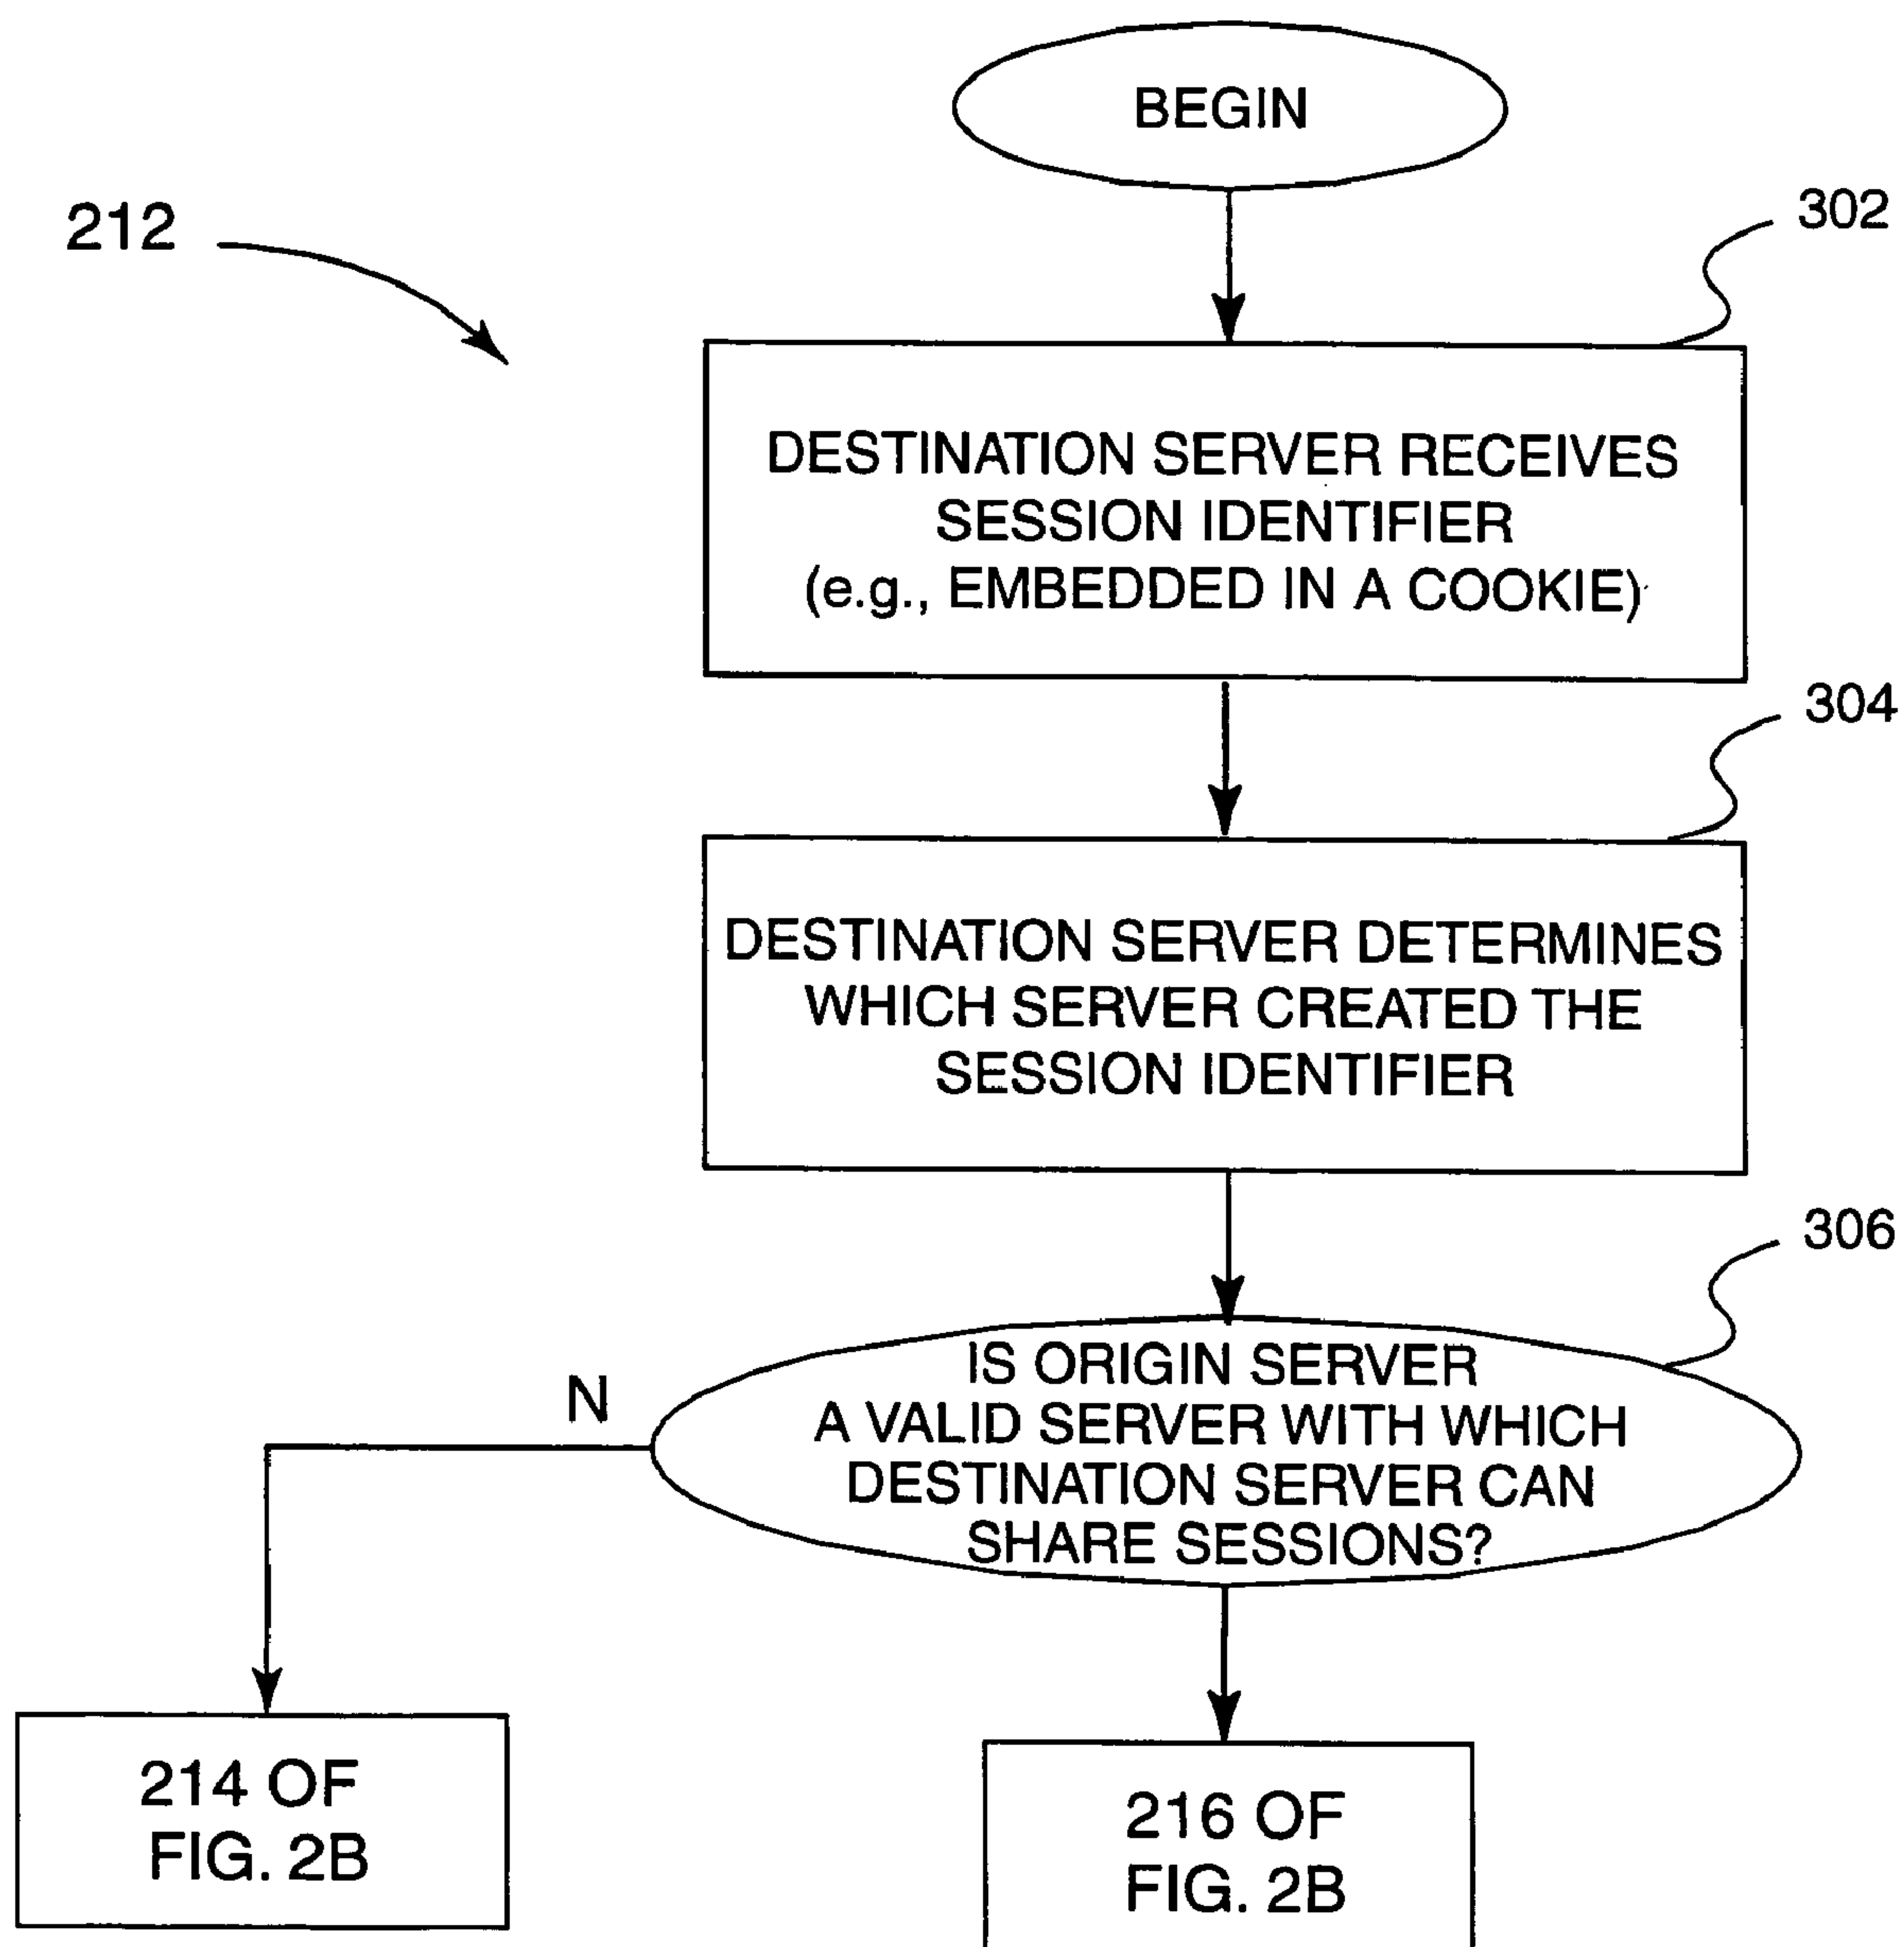 BEGIN
212
302
DESTINATION SERVER RECEIVES
SESSION IDENTIFIER
(e.g., EMBEDDED IN A COOKIE)
304
DESTINATION SERVER DETERMINES
WHICH SERVER CREATED THE
SESSION IDENTIFIER
306
IS ORIGIN SERVER
A VALID SERVER WITH WHICH
DESTINATION SERVER CAN
SHARE SESSIONS?
N
214 OF
FIG. 2B
216 OF
FIG. 2B